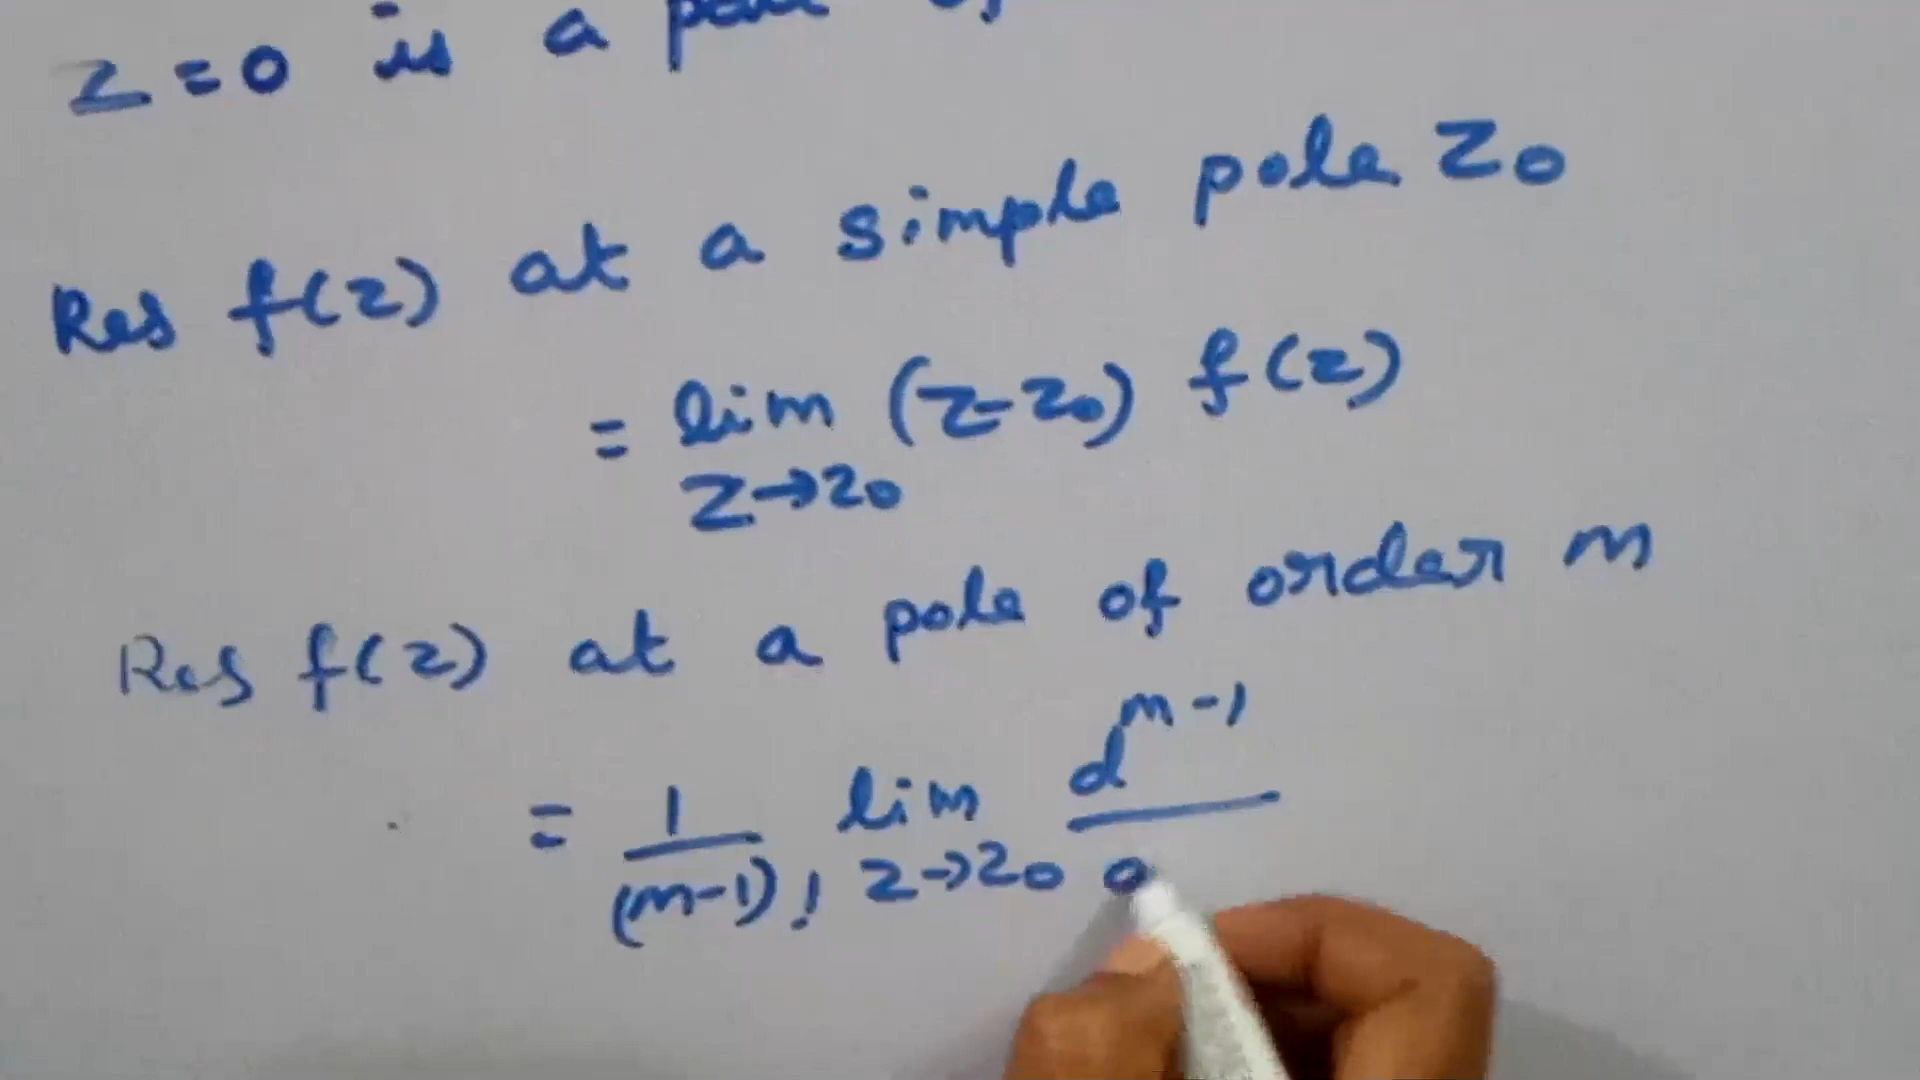 z = 0 is a
Res f(z) at a simple pole z₀
= lim (z-z₀) f(z)
z→z₀
Res f(z) at a pole of order m
d^(m-1)
= 1 lim
(m-1)! z→z₀